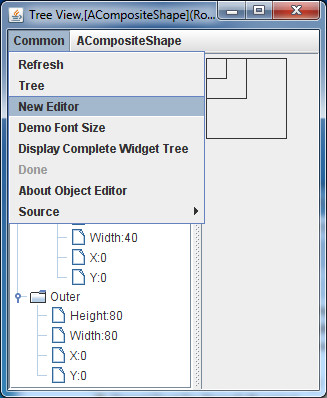 Tree View,[ACompositeShape](Ro...
Common ACompositeShape
Refresh
Tree
New Editor
Demo Font Size
Display Complete Widget Tree
Done
About Object Editor
Source
Width:40
X:0
Y:0
Outer
Height:80
Width:80
X:0
Y:0